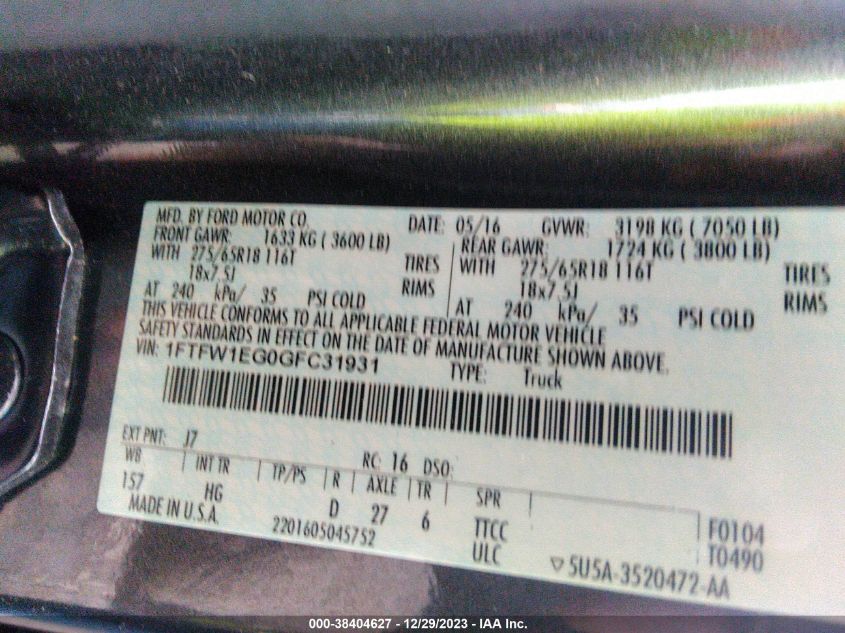 MFD. BY FORD MOTOR CO. DATE: 05/16 GVWR: 3198 KG ( 7050 LB)
FRONT GAWR: 1633 KG ( 3600 LB) REAR GAWR: 1724 KG ( 3800 LB)
WITH 275/65R18 116T TIRES WITH 275/65R18 116T TIRES
18x7.5J RIMS 18x7.5J RIMS
AT 240 kPa/ 35 PSI COLD AT 240 kPa/ 35 PSI COLD
THIS VEHICLE CONFORMS TO ALL APPLICABLE FEDERAL MOTOR VEHICLE
SAFETY STANDARDS IN EFFECT ON THE DATE OF MANUFACTURE SHOWN ABOVE.
VIN: 1FTFW1EG0GFC31931 TYPE: Truck
EXT PNT: J7 RC: 16 DSO:
WB INT TR TP/PS R AXLE TR SPR
157 HG D 27 6 TTCC F0104
MADE IN U.S.A. 2201605045752 ULC T0490
▽5U5A-3520472-AA
000-38404627 - 12/29/2023 - IAA Inc.